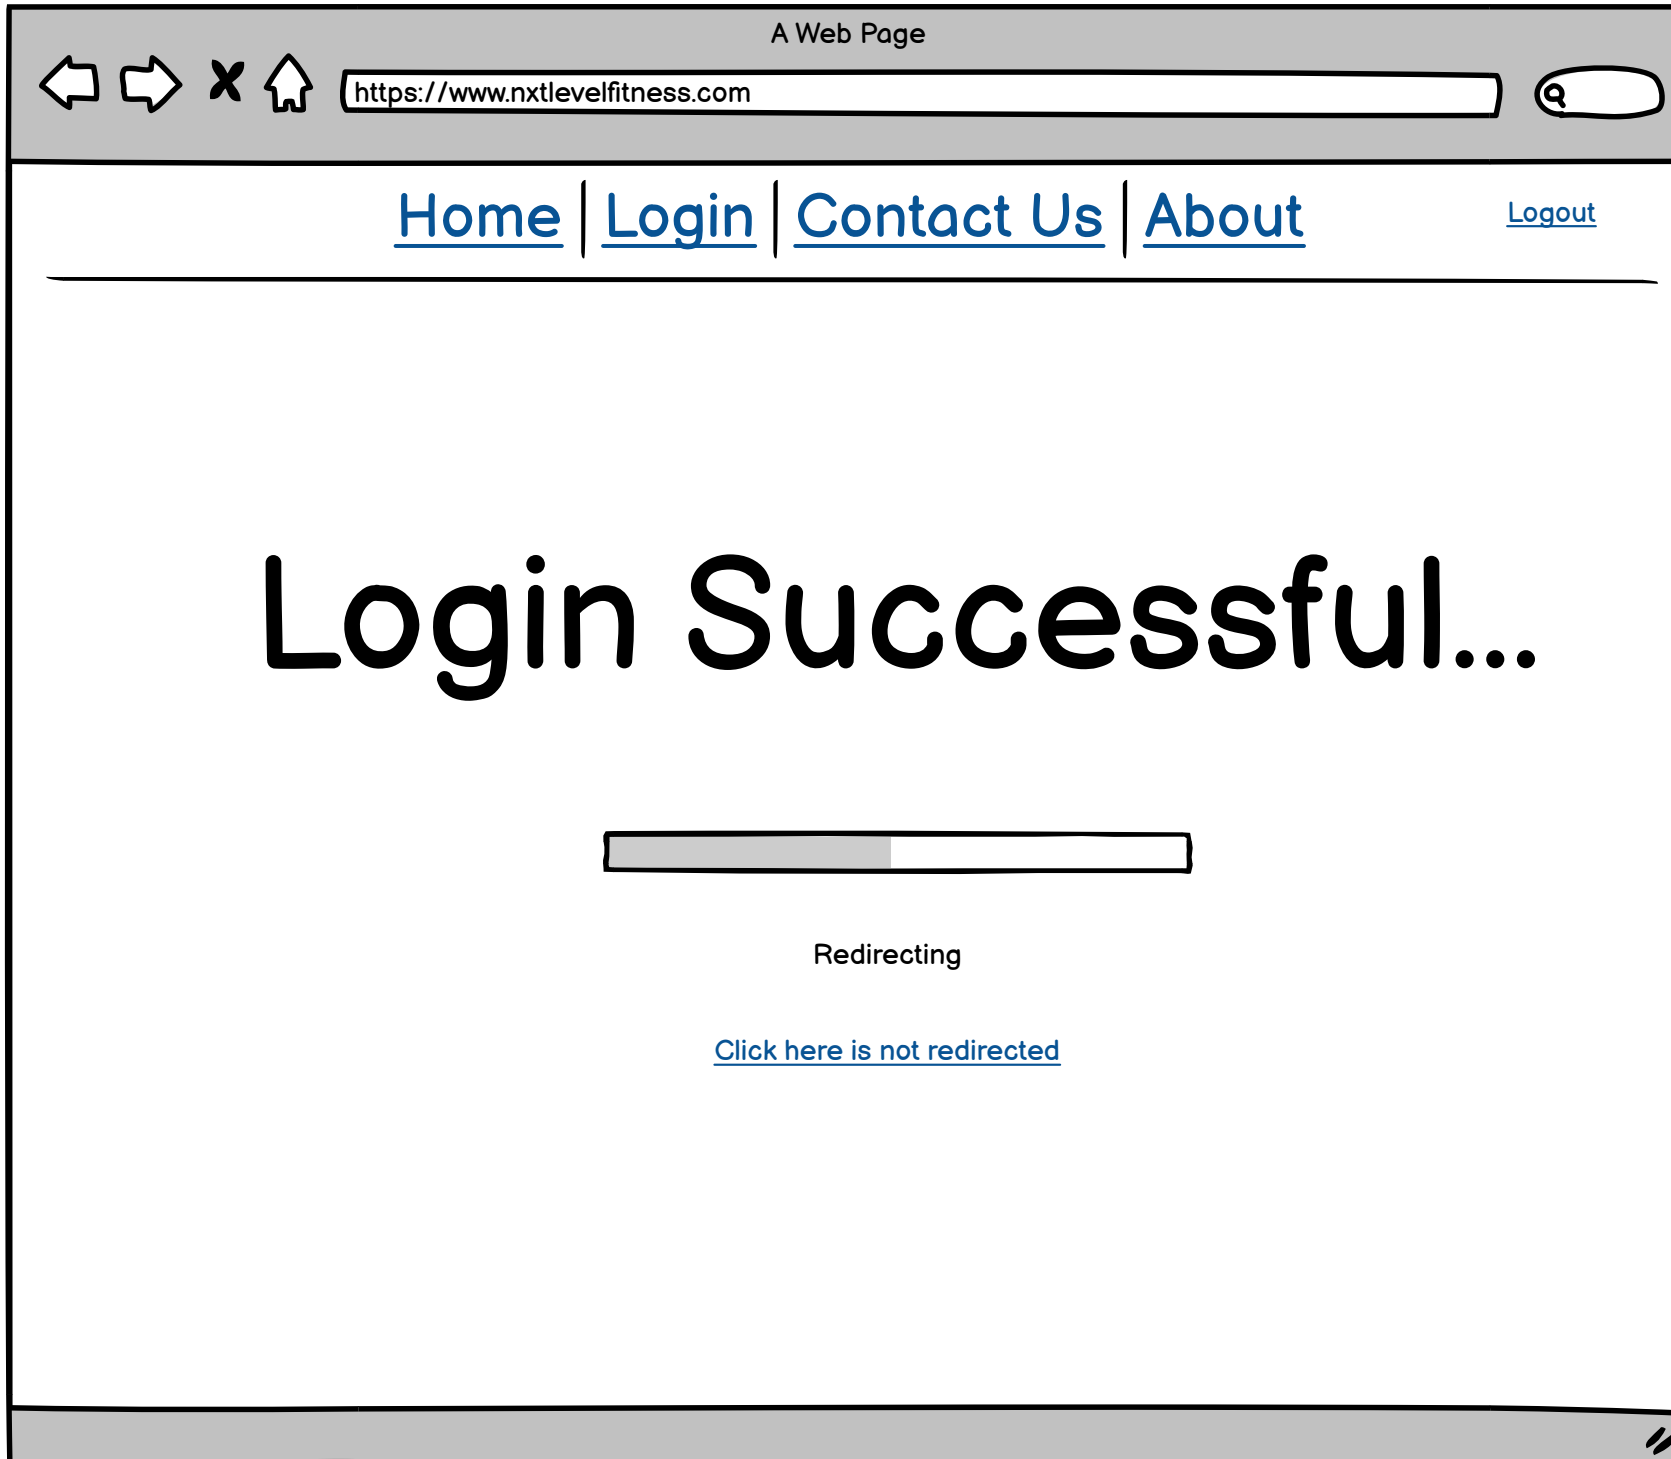 A Web Page
https://www.nxtlevelfitness.com
Home Login Contact Us About Logout
Login Successful...
Redirecting
Click here is not redirected